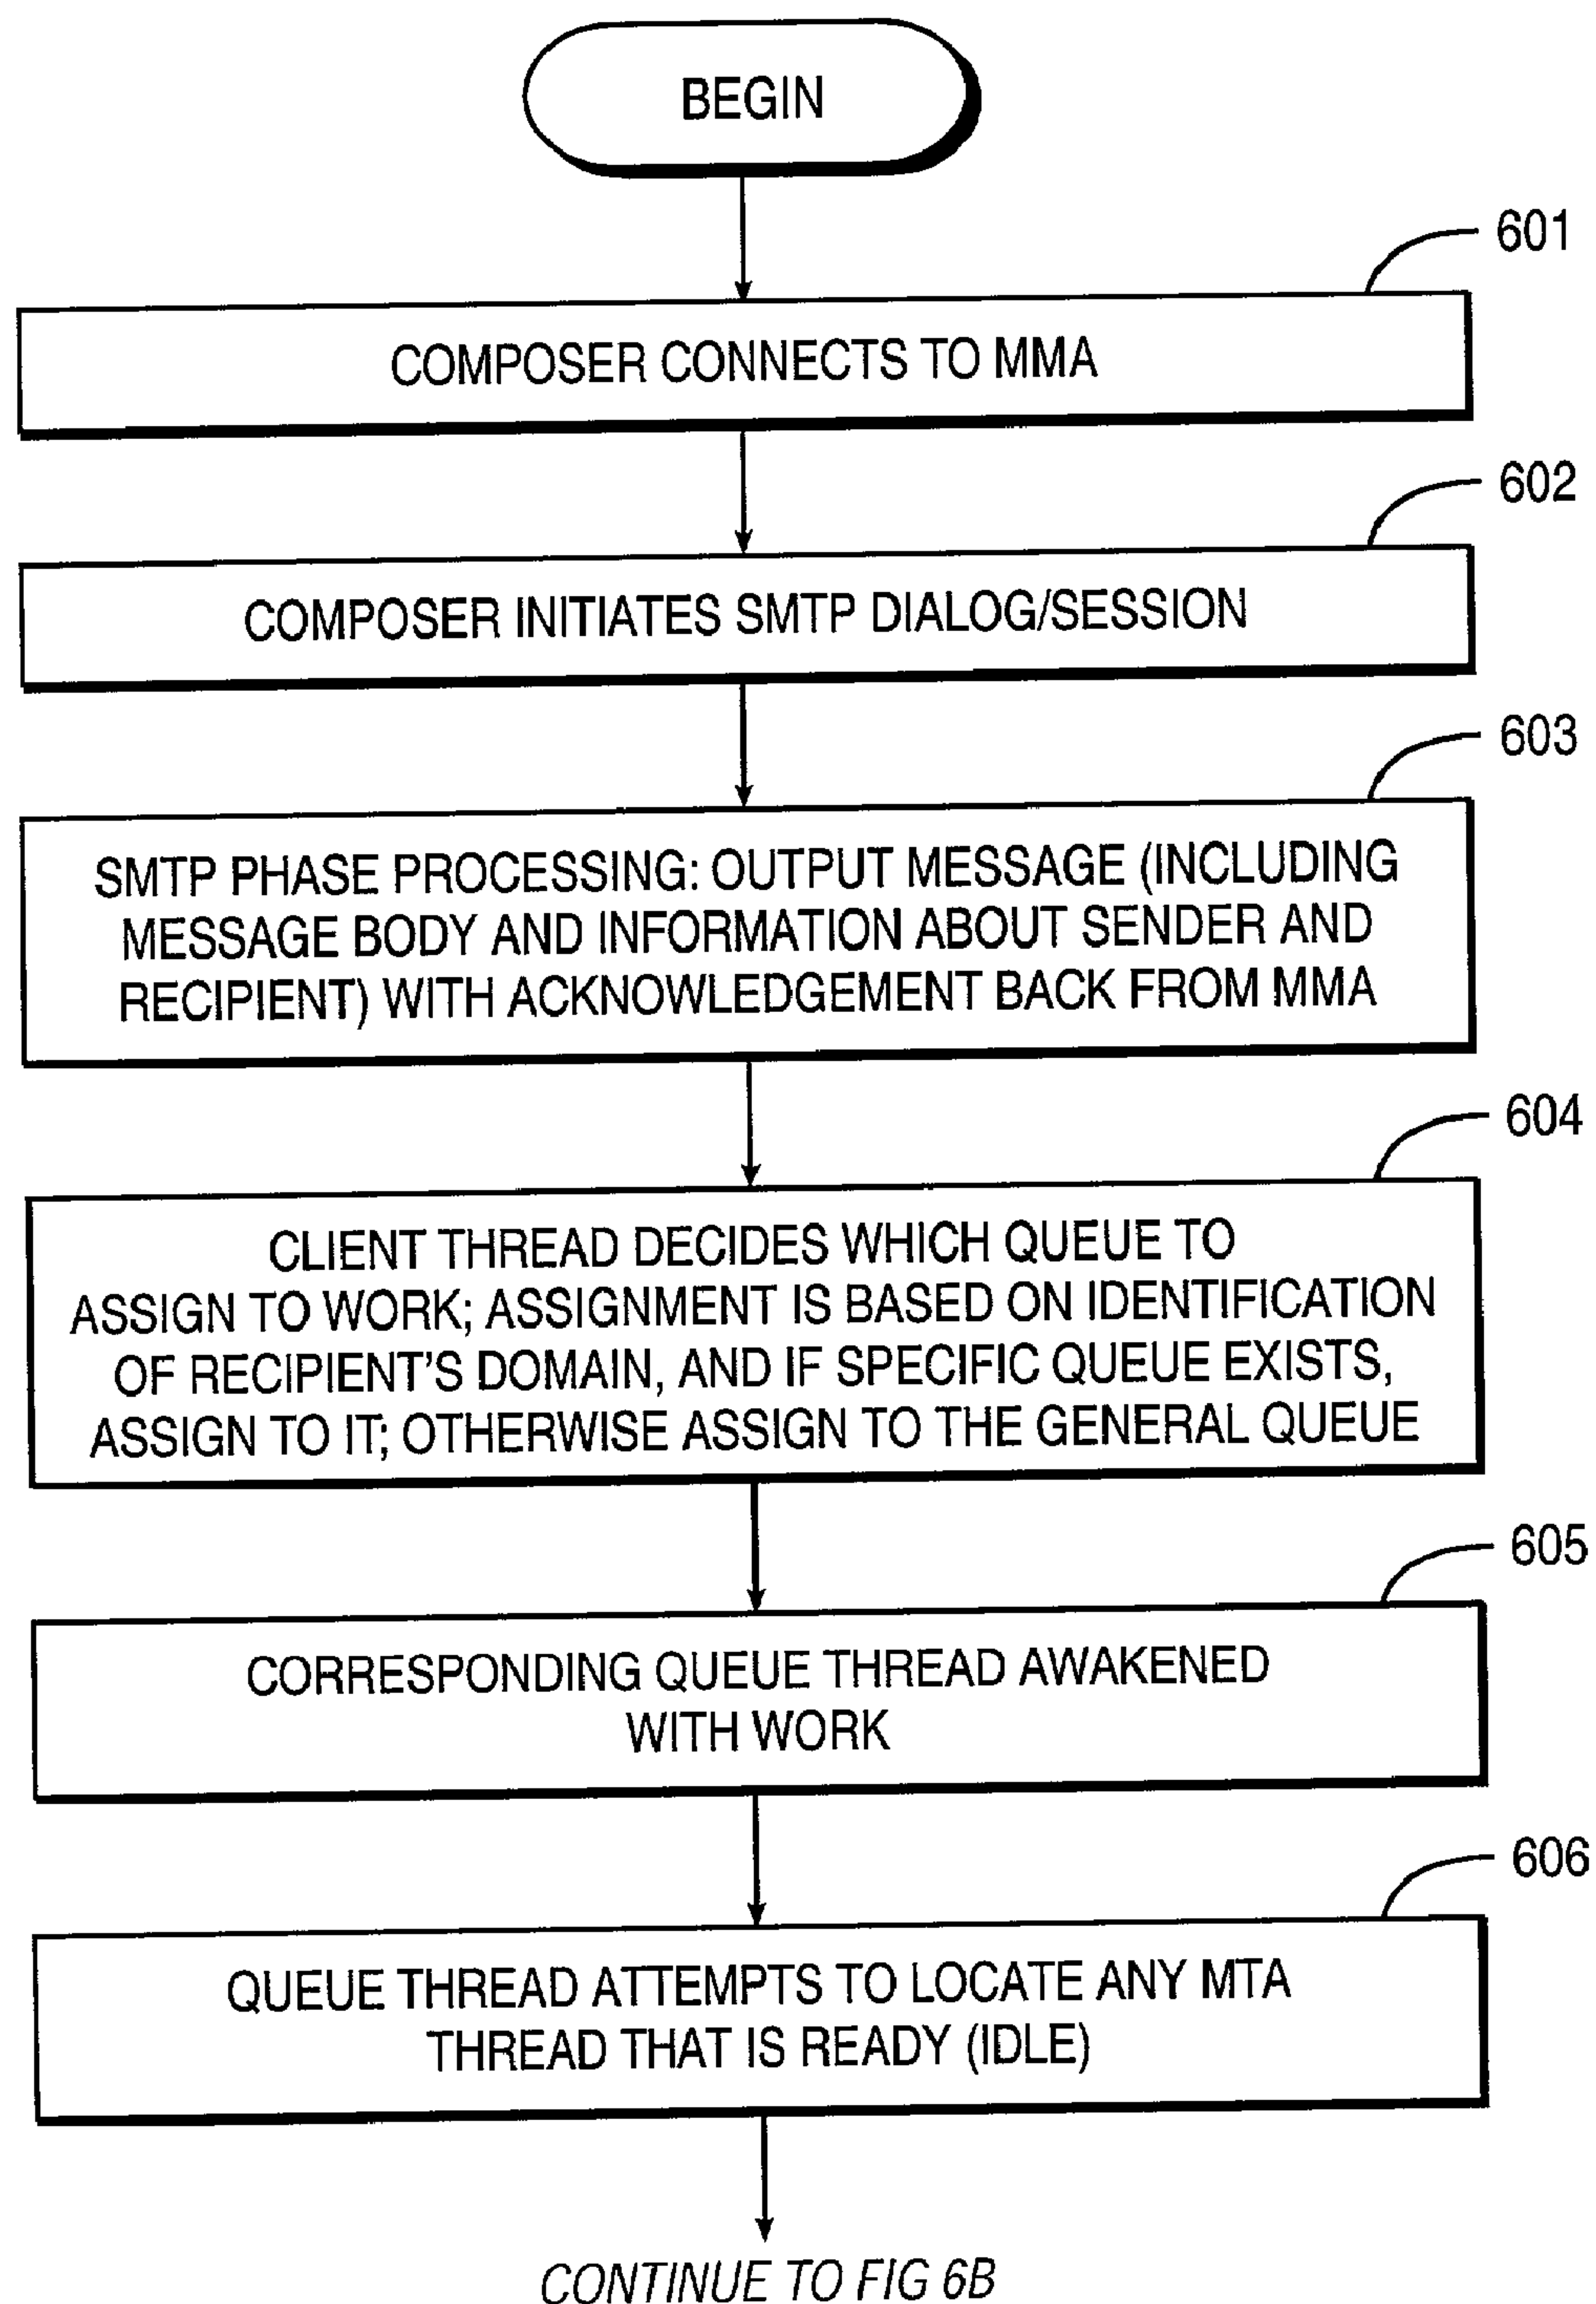 BEGIN
601
COMPOSER CONNECTS TO MMA
602
COMPOSER INITIATES SMTP DIALOG/SESSION
603
SMTP PHASE PROCESSING: OUTPUT MESSAGE (INCLUDING
MESSAGE BODY AND INFORMATION ABOUT SENDER AND
RECIPIENT) WITH ACKNOWLEDGEMENT BACK FROM MMA
604
CLIENT THREAD DECIDES WHICH QUEUE TO
ASSIGN TO WORK; ASSIGNMENT IS BASED ON IDENTIFICATION
OF RECIPIENT'S DOMAIN, AND IF SPECIFIC QUEUE EXISTS,
ASSIGN TO IT; OTHERWISE ASSIGN TO THE GENERAL QUEUE
605
CORRESPONDING QUEUE THREAD AWAKENED
WITH WORK
606
QUEUE THREAD ATTEMPTS TO LOCATE ANY MTA
THREAD THAT IS READY (IDLE)
CONTINUE TO FIG 6B